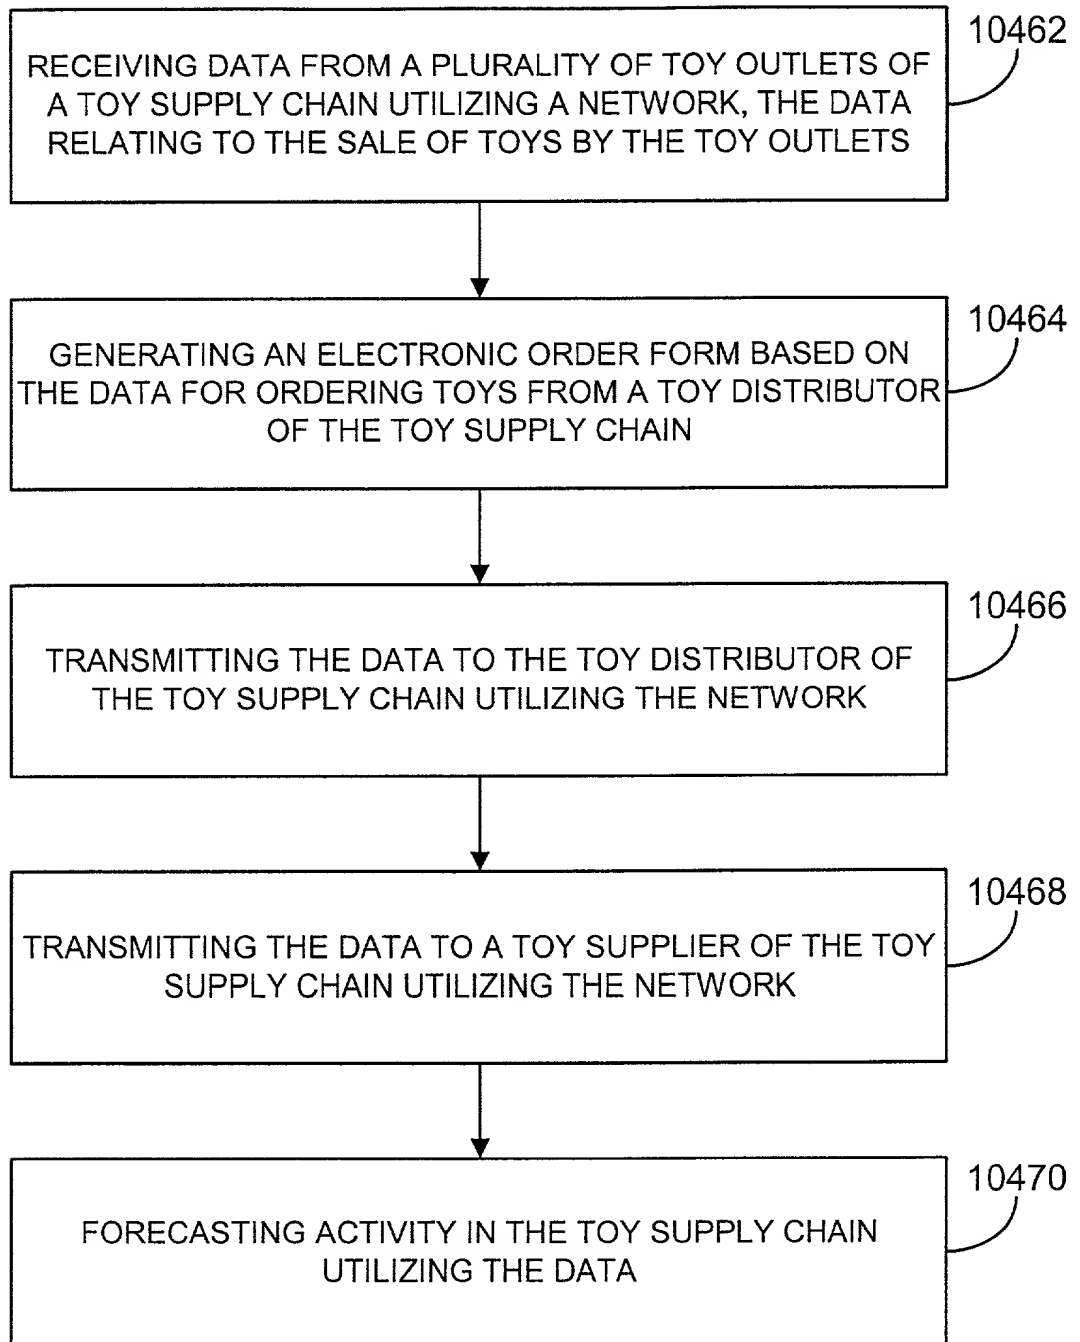 10462
RECEIVING DATA FROM A PLURALITY OF TOY OUTLETS OF
A TOY SUPPLY CHAIN UTILIZING A NETWORK, THE DATA
RELATING TO THE SALE OF TOYS BY THE TOY OUTLETS
10464
GENERATING AN ELECTRONIC ORDER FORM BASED ON
THE DATA FOR ORDERING TOYS FROM A TOY DISTRIBUTOR
OF THE TOY SUPPLY CHAIN
10466
TRANSMITTING THE DATA TO THE TOY DISTRIBUTOR OF
THE TOY SUPPLY CHAIN UTILIZING THE NETWORK
10468
TRANSMITTING THE DATA TO A TOY SUPPLIER OF THE TOY
SUPPLY CHAIN UTILIZING THE NETWORK
10470
FORECASTING ACTIVITY IN THE TOY SUPPLY CHAIN
UTILIZING THE DATA